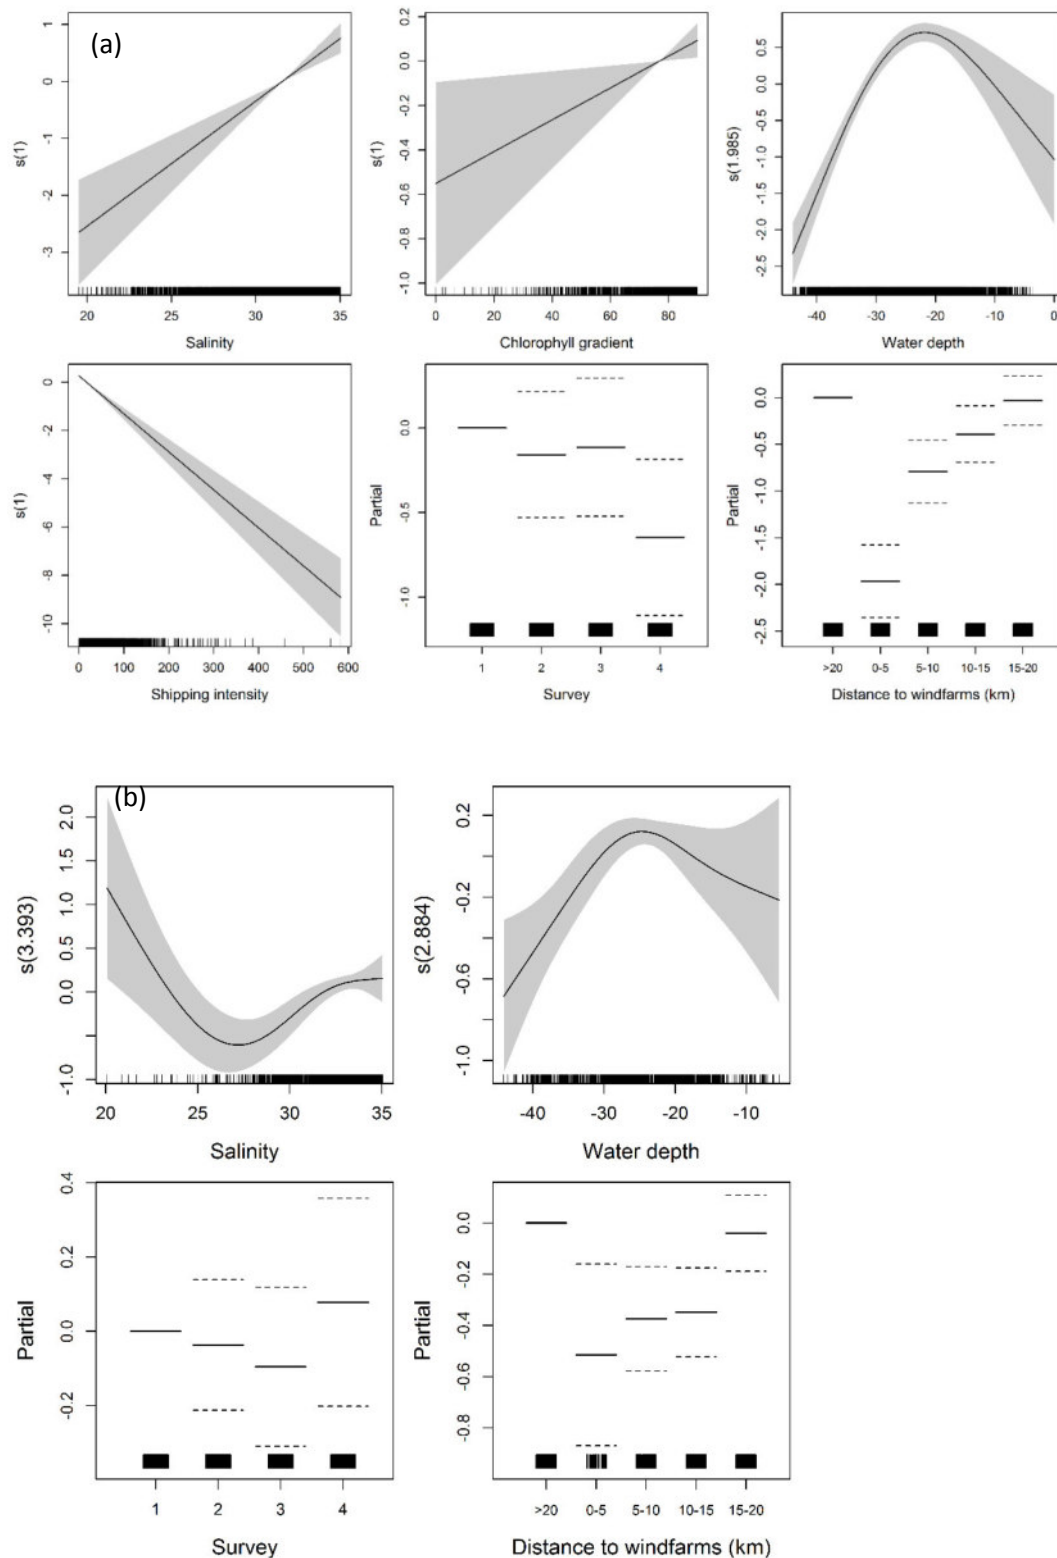 (a)
s(1)
1
0
-1
-2
-3
20 25 30 35
Salinity
s(1)
0.2
0.0
-0.2
-0.4
-0.6
-0.8
-1.0
0 20 40 60 80
Chlorophyll gradient
s(1.985)
0.5
0.0
-0.5
-1.0
-1.5
-2.0
-2.5
-40 -30 -20 -10 0
Water depth
s(1)
0
-2
-4
-6
-8
-10
0 100 200 300 400 500 600
Shipping intensity
Partial
0.0
-0.5
-1.0
1 2 3 4
Survey
Partial
0.0
-0.5
-1.0
-1.5
-2.0
-2.5
>20 0-5 5-10 10-15 15-20
Distance to windfarms (km)
(b)
s(3.393)
2.0
1.5
1.0
0.5
0.0
-1.0
20 25 30 35
Salinity
s(2.884)
0.2
-0.2
-0.6
-1.0
-40 -30 -20 -10
Water depth
Partial
0.4
0.2
0.0
-0.2
1 2 3 4
Survey
Partial
0.0
-0.2
-0.4
-0.6
-0.8
>20 0-5 5-10 10-15 15-20
Distance to windfarms (km)